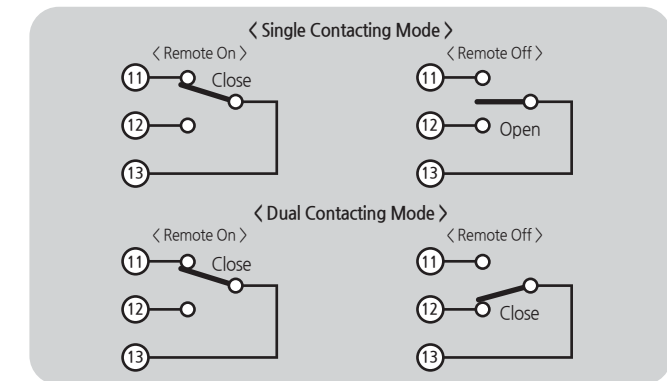 〈 Single Contacting Mode 〉
〈 Remote On 〉 〈 Remote Off 〉
11 Close 11
12 12 Open
13 13
〈 Dual Contacting Mode 〉
〈 Remote On 〉 〈 Remote Off 〉
11 Close 11
12 12 Close
13 13